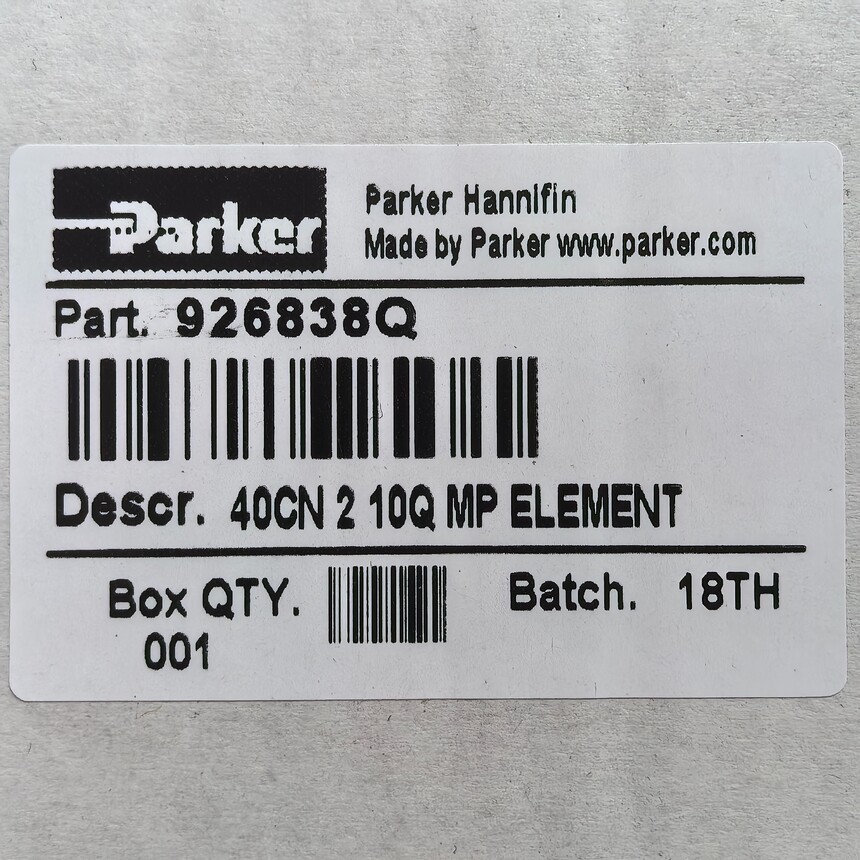 Parker
Parker Hannifin
Made by Parker www.parker.com
Part. 926838Q
Descr. 40CN 2 10Q MP ELEMENT
Box QTY.
001
Batch. 18TH